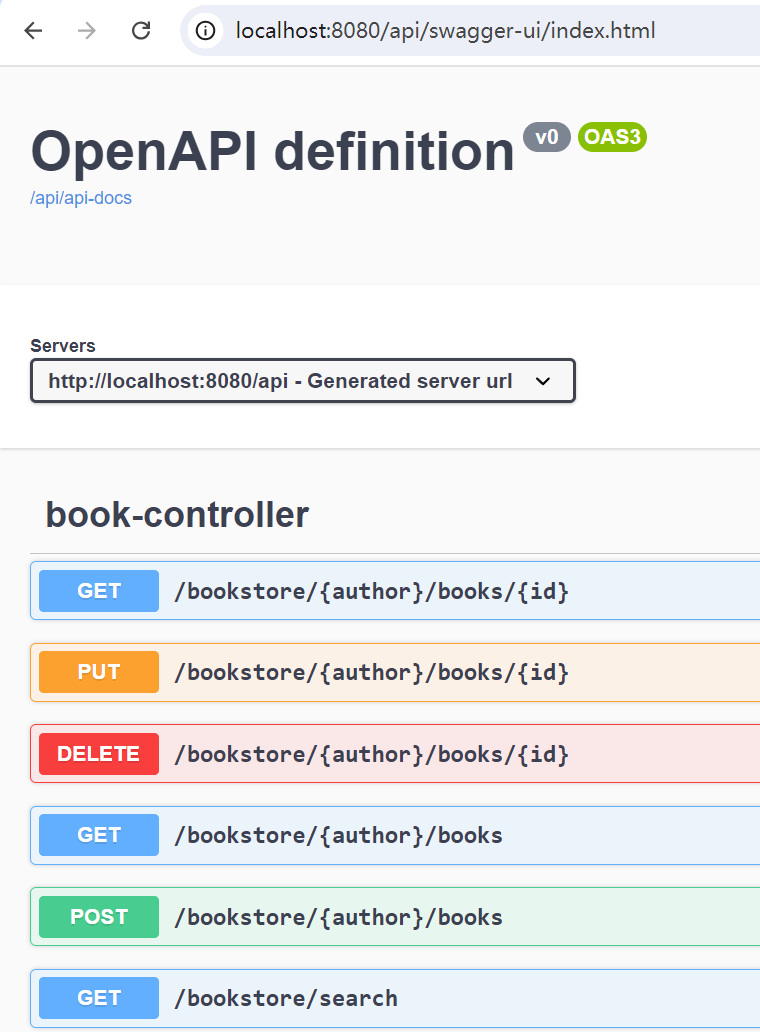 localhost:8080/api/swagger-ui/index.html
OpenAPI definition v0 OAS3
/api/api-docs
Servers
http://localhost:8080/api - Generated server url
book-controller
GET /bookstore/{author}/books/{id}
PUT /bookstore/{author}/books/{id}
DELETE /bookstore/{author}/books/{id}
GET /bookstore/{author}/books
POST /bookstore/{author}/books
GET /bookstore/search